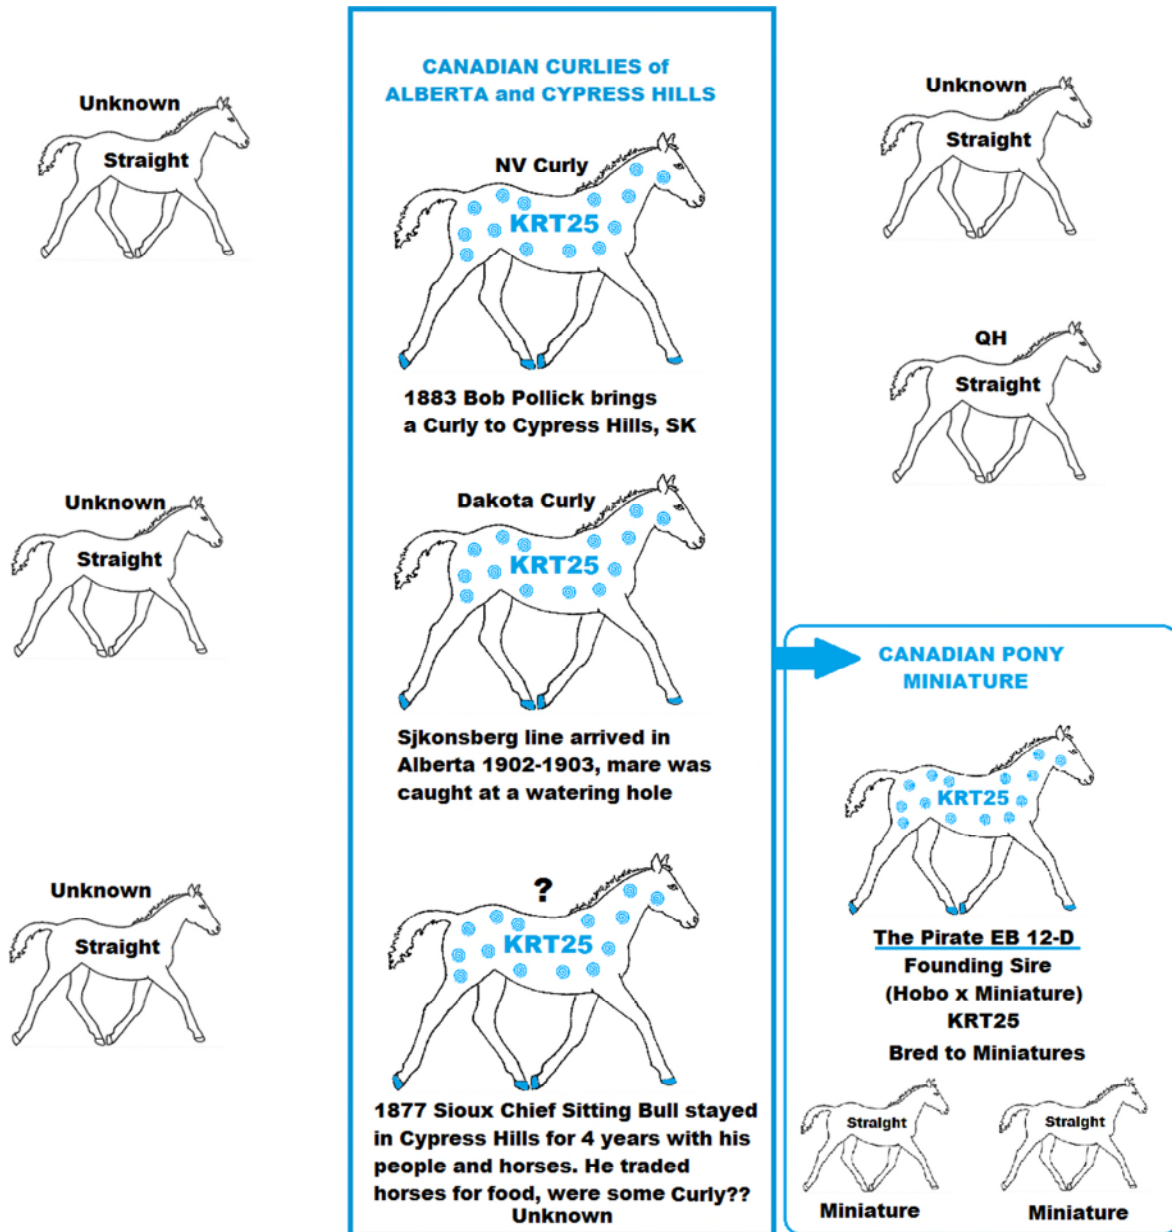 Unknown
Straight
Unknown
Straight
Unknown
Straight
CANADIAN CURLIES of
ALBERTA and CYPRESS HILLS
NV Curly
KRT25
1883 Bob Pollick brings
a Curly to Cypress Hills, SK
Dakota Curly
KRT25
Sjkonsberg line arrived in
Alberta 1902-1903, mare was
caught at a watering hole
?
KRT25
1877 Sioux Chief Sitting Bull stayed
in Cypress Hills for 4 years with his
people and horses. He traded
horses for food, were some Curly??
Unknown
Unknown
Straight
QH
Straight
CANADIAN PONY
MINIATURE
KRT25
The Pirate EB 12-D
Founding Sire
(Hobo x Miniature)
KRT25
Bred to Miniatures
Straight
Miniature
Straight
Miniature